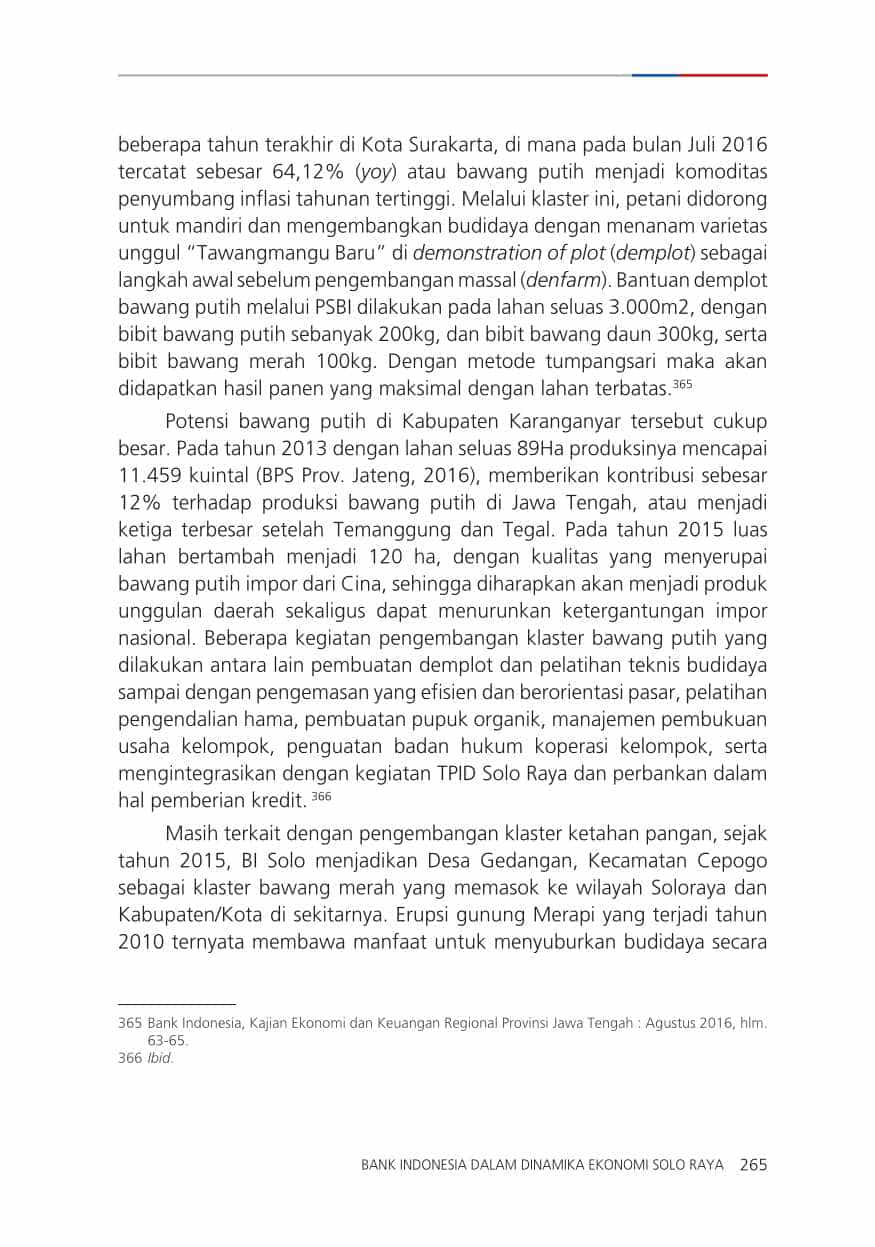 beberapa tahun terakhir di Kota Surakarta, di mana pada bulan Juli 2016
tercatat sebesar 64,12% (yoy) atau bawang putih menjadi komoditas
penyumbang inflasi tahunan tertinggi. Melalui klaster ini, petani didorong
untuk mandiri dan mengembangkan budidaya dengan menanam varietas
unggul “Tawangmangu Baru” di demonstration of plot (demplot) sebagai
langkah awal sebelum pengembangan massal (denfarm). Bantuan demplot
bawang putih melalui PSBI dilakukan pada lahan seluas 3.000m2, dengan
bibit bawang putih sebanyak 200kg, dan bibit bawang daun 300kg, serta
bibit bawang merah 100kg. Dengan metode tumpangsari maka akan
didapatkan hasil panen yang maksimal dengan lahan terbatas.365
Potensi bawang putih di Kabupaten Karanganyar tersebut cukup
besar. Pada tahun 2013 dengan lahan seluas 89Ha produksinya mencapai
11.459 kuintal (BPS Prov. Jateng, 2016), memberikan kontribusi sebesar
12% terhadap produksi bawang putih di Jawa Tengah, atau menjadi
ketiga terbesar setelah Temanggung dan Tegal. Pada tahun 2015 luas
lahan bertambah menjadi 120 ha, dengan kualitas yang menyerupai
bawang putih impor dari Cina, sehingga diharapkan akan menjadi produk
unggulan daerah sekaligus dapat menurunkan ketergantungan impor
nasional. Beberapa kegiatan pengembangan klaster bawang putih yang
dilakukan antara lain pembuatan demplot dan pelatihan teknis budidaya
sampai dengan pengemasan yang efisien dan berorientasi pasar, pelatihan
pengendalian hama, pembuatan pupuk organik, manajemen pembukuan
usaha kelompok, penguatan badan hukum koperasi kelompok, serta
mengintegrasikan dengan kegiatan TPID Solo Raya dan perbankan dalam
hal pemberian kredit. 366
Masih terkait dengan pengembangan klaster ketahan pangan, sejak
tahun 2015, BI Solo menjadikan Desa Gedangan, Kecamatan Cepogo
sebagai klaster bawang merah yang memasok ke wilayah Soloraya dan
Kabupaten/Kota di sekitarnya. Erupsi gunung Merapi yang terjadi tahun
2010 ternyata membawa manfaat untuk menyuburkan budidaya secara
365 Bank Indonesia, Kajian Ekonomi dan Keuangan Regional Provinsi Jawa Tengah : Agustus 2016, hlm.
63-65.
366 Ibid.
BANK INDONESIA DALAM DINAMIKA EKONOMI SOLO RAYA 265